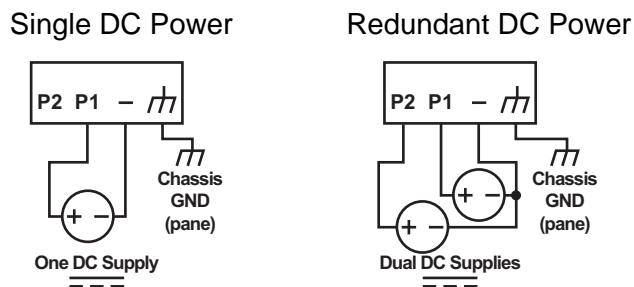 Single DC Power
P2 P1 –
Chassis
GND
(pane)
+ –
One DC Supply
Redundant DC Power
P2 P1 –
Chassis
GND
(pane)
+ –
+ –
Dual DC Supplies